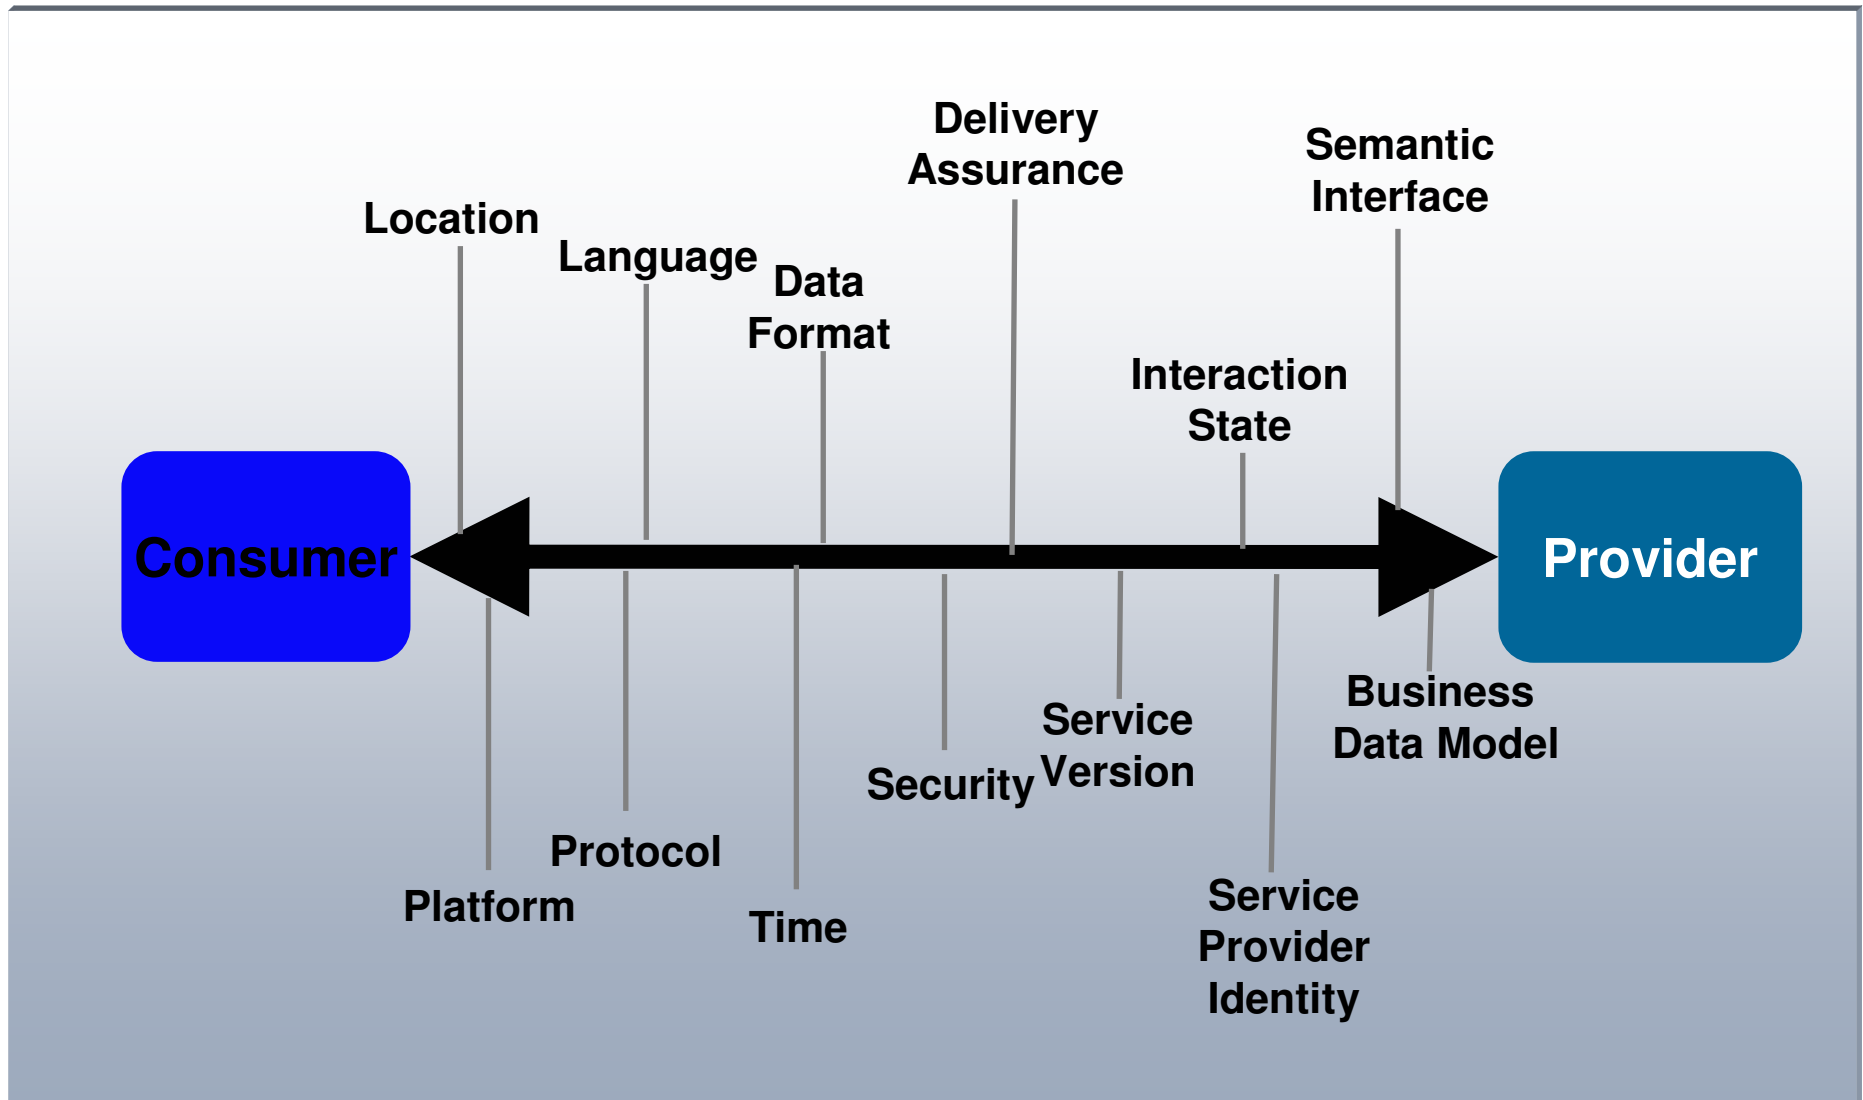 Delivery
Assurance
Semantic
Interface
Location
Language
Data
Format
Interaction
State
Consumer
Provider
Business
Data Model
Service
Version
Security
Protocol
Platform
Time
Service
Provider
Identity